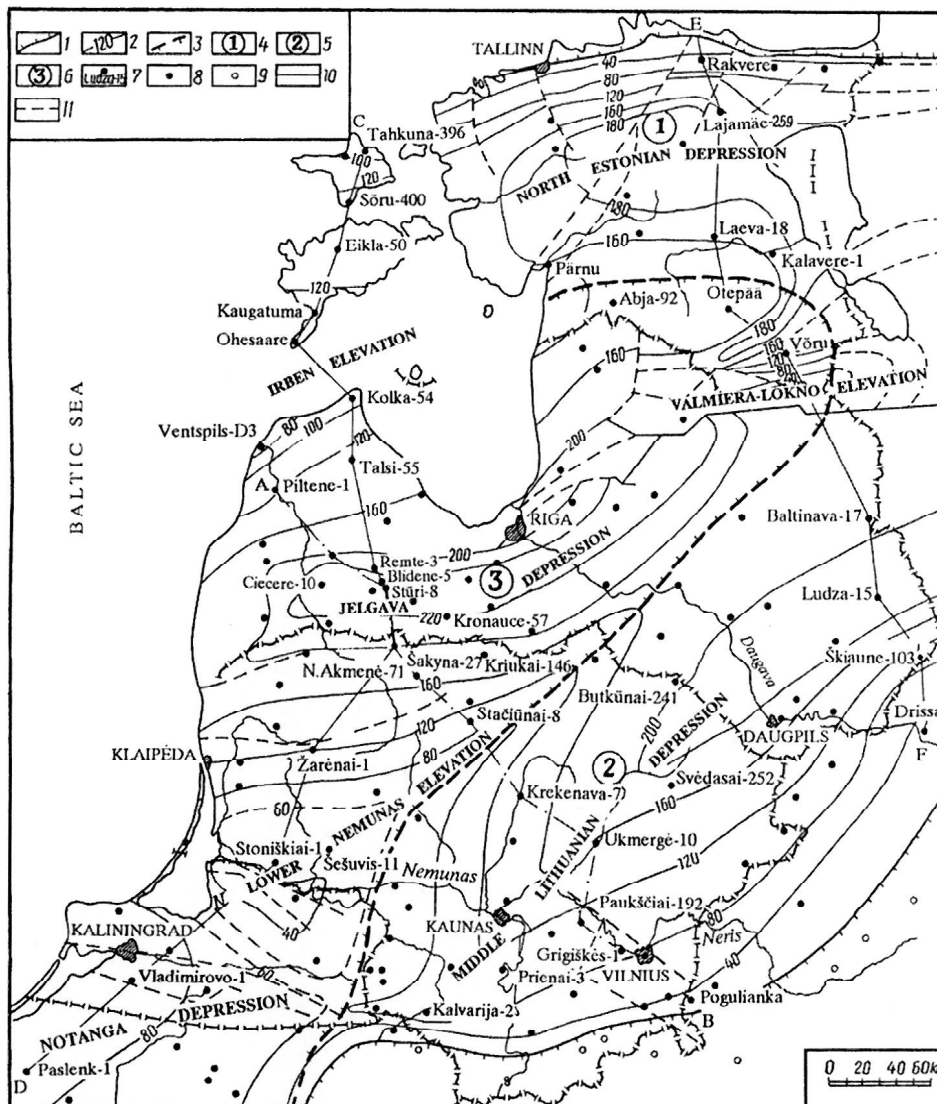 1 120 2 3 1 4 2 5
3 6 Ludza-15 7 8 9 10
11
E
TALLINN
Rakvere
40
80
120
160
180
1
Lajamäe-259
C
Tahkuna-396
100
120
NORTH ESTONIAN DEPRESSION
Sõru-400
180
Eikla-50
160
Laeva-18
Kalavere-1
Pärnu
120
Abja-92
Otepää
Kaugatuma
180
Ohesaare
160
Võru
160
120
80
IRBEN ELEVATION
VALMIERA-LOKNO ELEVATION
Kolka-54
BALTIC SEA
Ventspils-D3
80
100
120
200
Talsi-55
A
Piltene-1
160
RIGA
Baltinava-17
200
Remte-3
DEPRESSION
Blidene-5
3
Ciecere-10
Stūri-8
Ludza-15
JELGAVA
220
Kronauce-57
Daugava
Šakyna-27
Kriukai-146
Škiaune-103
N.Akmenė-71
160
Butkūnai-241
Stačiūnai-8
200
Drissa
120
DAUGPILS
KLAIPĖDA
80
F
Žarėnai-1
2
DEPRESSION
Svėdasai-252
Krekenava-7
160
60
Ukmergė-10
Stoniškiai-1
LOWER NEMUNAS ELEVATION
Šešuvis-11
Nemunas
120
MIDDLE LITHUANIAN
Paukščiai-192
40
80
KALININGRAD
KAUNAS
Neris
Grigiškės-1
60
Prienai-3
VILNIUS
40
Vladimirovo-1
Pogulianka
NOTANGA DEPRESSION
Kalvarija-2
B
80
Paslenk-1
D
0 20 40 60k